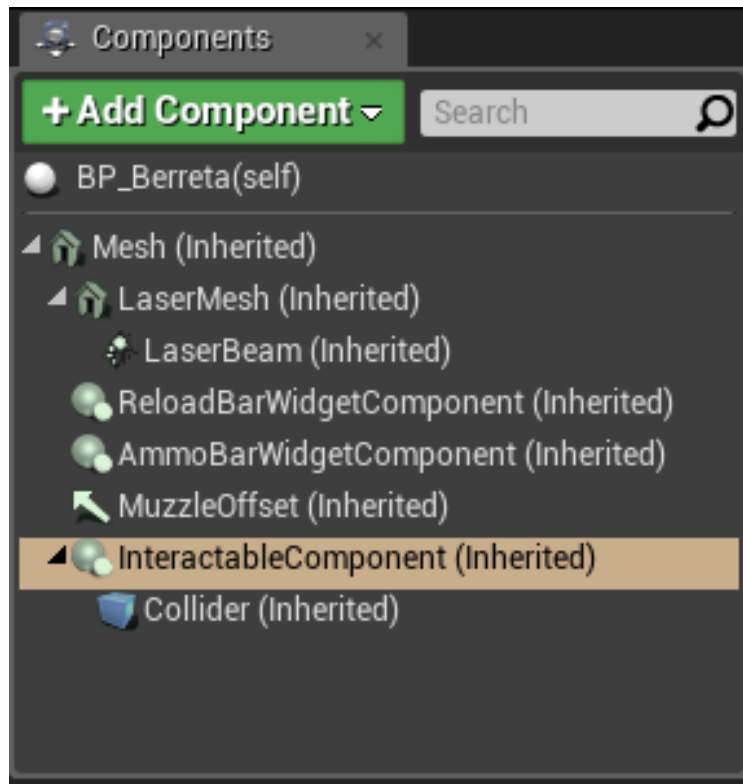 Components
+ Add Component
Search
BP_Berreta(self)
Mesh (Inherited)
LaserMesh (Inherited)
LaserBeam (Inherited)
ReloadBarWidgetComponent (Inherited)
AmmoBarWidgetComponent (Inherited)
MuzzleOffset (Inherited)
InteractableComponent (Inherited)
Collider (Inherited)